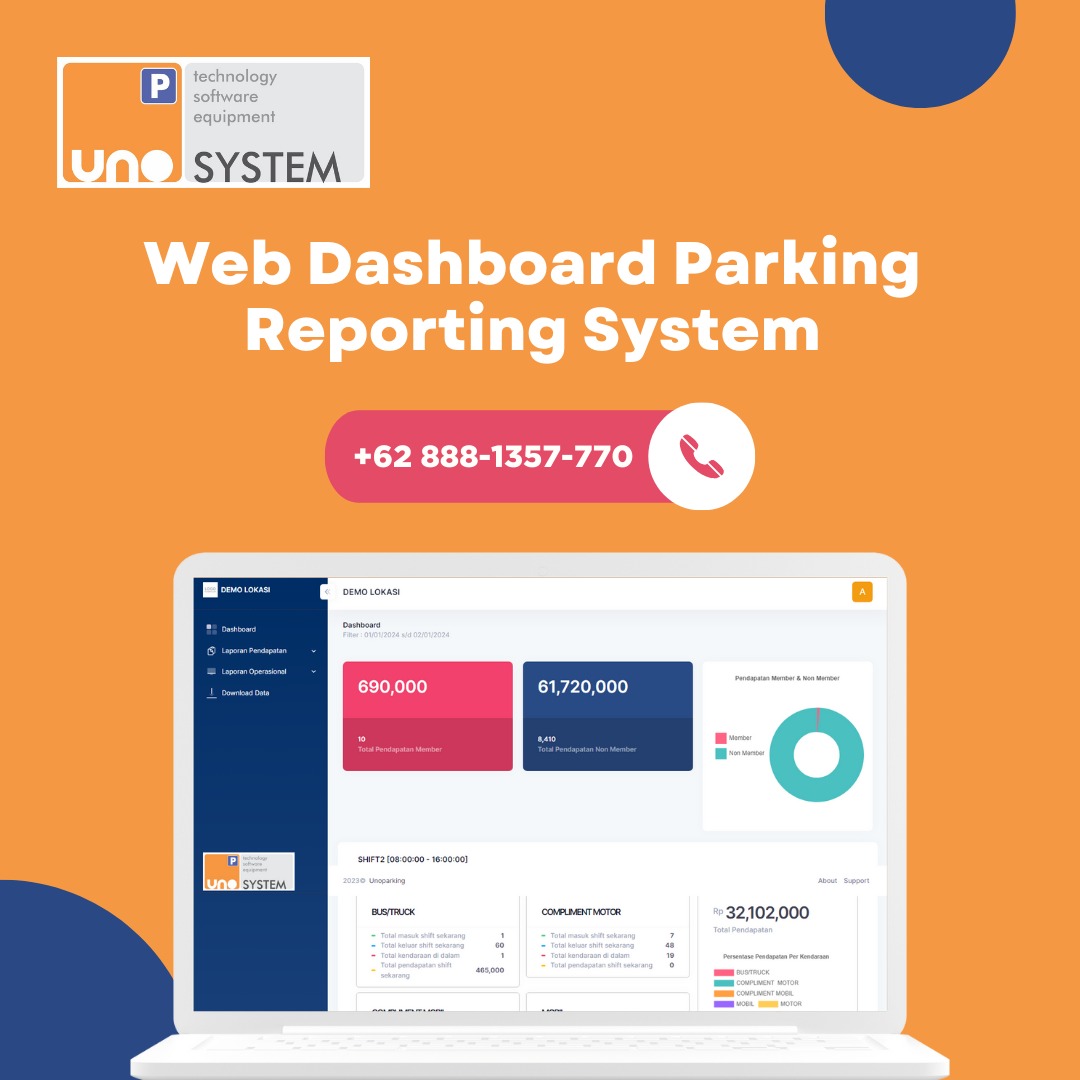 P
technology
software
equipment
uno SYSTEM
Web Dashboard Parking
Reporting System
+62 888-1357-770
DEMO LOKASI
DEMO LOKASI
A
Dashboard
Laporan Pendapatan
Laporan Operasional
Download Data
Dashboard
Filter : 01/01/2024 s/d 02/01/2024
690,000
10
Total Pendapatan Member
61,720,000
8,410
Total Pendapatan Non Member
Pendapatan Member & Non Member
Member
Non Member
P
technology
software
equipment
uno SYSTEM
SHIFT2 [08:00:00 - 16:00:00]
2023© Unoparking
About Support
BUS/TRUCK
Total masuk shift sekarang 1
Total keluar shift sekarang 60
Total kendaraan di dalam 1
Total pendapatan shift
sekarang 465,000
COMPLIMENT MOTOR
Total masuk shift sekarang 7
Total keluar shift sekarang 48
Total kendaraan di dalam 19
Total pendapatan shift sekarang 0
Rp 32,102,000
Total Pendapatan
Persentase Pendapatan Per Kendaraan
BUS/TRUCK
COMPLIMENT MOTOR
COMPLIMENT MOBIL
MOBIL MOTOR